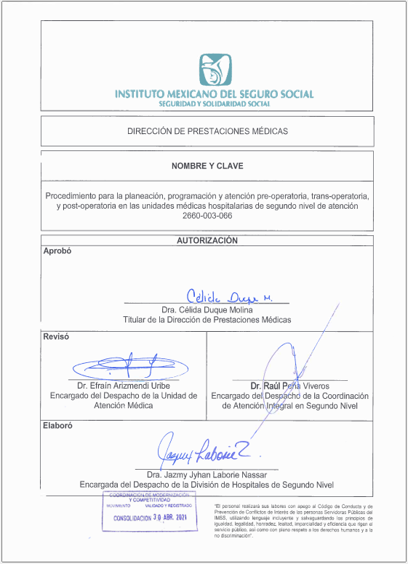 INSTITUTO MEXICANO DEL SEGURO SOCIAL
SEGURIDAD Y SOLIDARIDAD SOCIAL
DIRECCIÓN DE PRESTACIONES MÉDICAS
NOMBRE Y CLAVE
Procedimiento para la planeación, programación y atención pre-operatoria, trans-operatoria,
y post-operatoria en las unidades médicas hospitalarias de segundo nivel de atención
2660-003-066
AUTORIZACIÓN
Aprobó
Célida Duque M.
Dra. Célida Duque Molina
Titular de la Dirección de Prestaciones Médicas
Revisó
Dr. Efraín Arizmendi Uribe
Encargado del Despacho de la Unidad de
Atención Médica
Dr. Raúl Peña Viveros
Encargado del Despacho de la Coordinación
de Atención Integral en Segundo Nivel
Elaboró
Jazmy Laborie
Dra. Jazmy Jyhan Laborie Nassar
Encargada del Despacho de la División de Hospitales de Segundo Nivel
COORDINACIÓN DE MODERNIZACIÓN
Y COMPETITIVIDAD
MOVIMIENTO VALIDADO Y REGISTRADO
CONSOLIDACIÓN 30 ABR. 2021
"El personal realizará sus labores con apego al Código de Conducta y de
Prevención de Conflictos de Interés de las personas Servidoras Públicas del
IMSS, utilizando lenguaje incluyente y salvaguardando los principios de
igualdad, legalidad, honradez, lealtad, imparcialidad y eficiencia que rigen el
servicio público, así como con pleno respeto a los derechos humanos y a la
no discriminación".